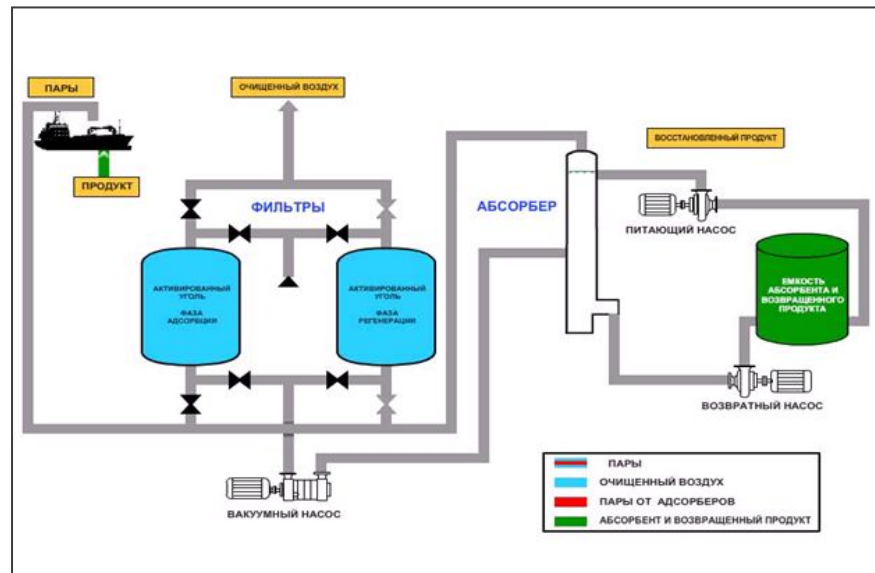 ПАРЫ
ОЧИЩЕННЫЙ ВОЗДУХ
ПРОДУКТ
ФИЛЬТРЫ
АБСОРБЕР
ВОССТАНОВЛЕННЫЙ ПРОДУКТ
ПИТАЮЩИЙ НАСОС
АКТИВИРОВАННЫЙ
УГОЛЬ
ФАЗА
АДСОРБЦИИ
АКТИВИРОВАННЫЙ
УГОЛЬ
ФАЗА
РЕГЕНЕРАЦИИ
ЕМКОСТЬ
АБСОРБЕНТА И
ВОЗВРАЩЕННОГО
ПРОДУКТА
ВОЗВРАТНЫЙ НАСОС
ВАКУУМНЫЙ НАСОС
ПАРЫ
ОЧИЩЕННЫЙ ВОЗДУХ
ПАРЫ ОТ АДСОРБЕРОВ
АБСОРБЕНТ И ВОЗВРАЩЕННЫЙ ПРОДУКТ